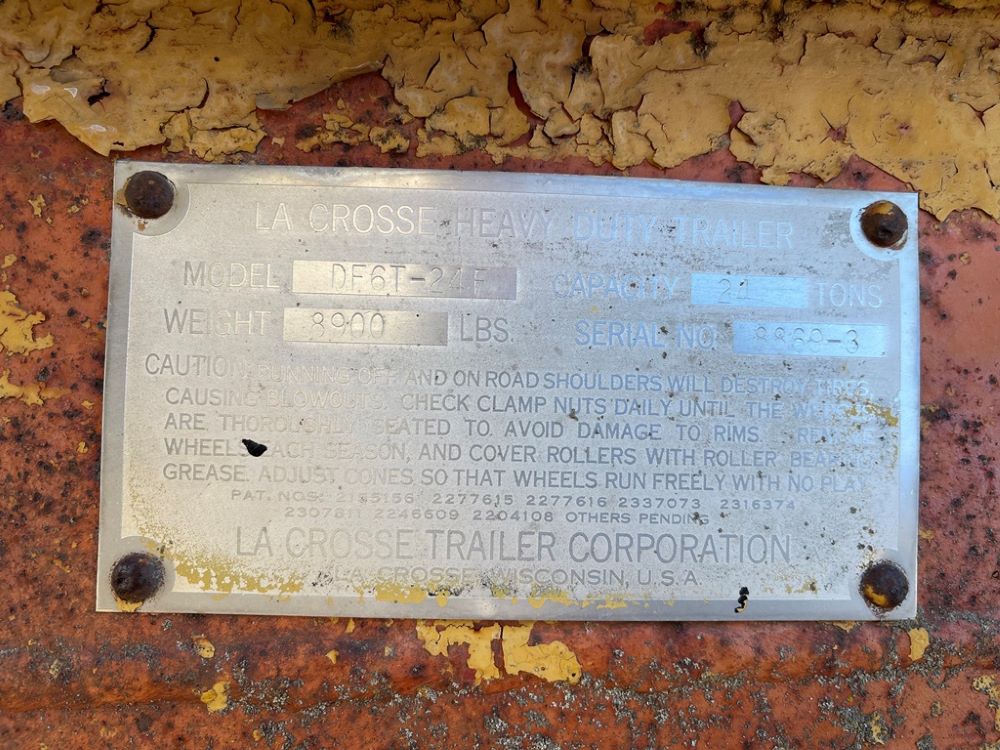 LA CROSSE HEAVY DUTY TRAILER
MODEL DF6T-24F CAPACITY 24 TONS
WEIGHT 8900 LBS. SERIAL NO. 8869-3
CAUTION: RUNNING OFF AND ON ROAD SHOULDERS WILL DESTROY TIRES,
CAUSING BLOWOUTS. CHECK CLAMP NUTS DAILY UNTIL THE WHEELS
ARE THOROUGHLY SEATED TO AVOID DAMAGE TO RIMS. REMOVE
WHEELS EACH SEASON, AND COVER ROLLERS WITH ROLLER BEARING
GREASE. ADJUST CONES SO THAT WHEELS RUN FREELY WITH NO PLAY.
PAT. NOS. 2277615 2277616 2337073 2316374
2246609 2204106 OTHERS PENDING
LA CROSSE TRAILER CORPORATION
LA CROSSE, WISCONSIN, U.S.A.